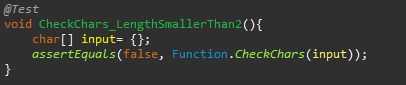 @Test
void CheckChars_LengthSmallerThan2(){
char[] input= {};
assertEquals(false, Function.CheckChars(input));
}